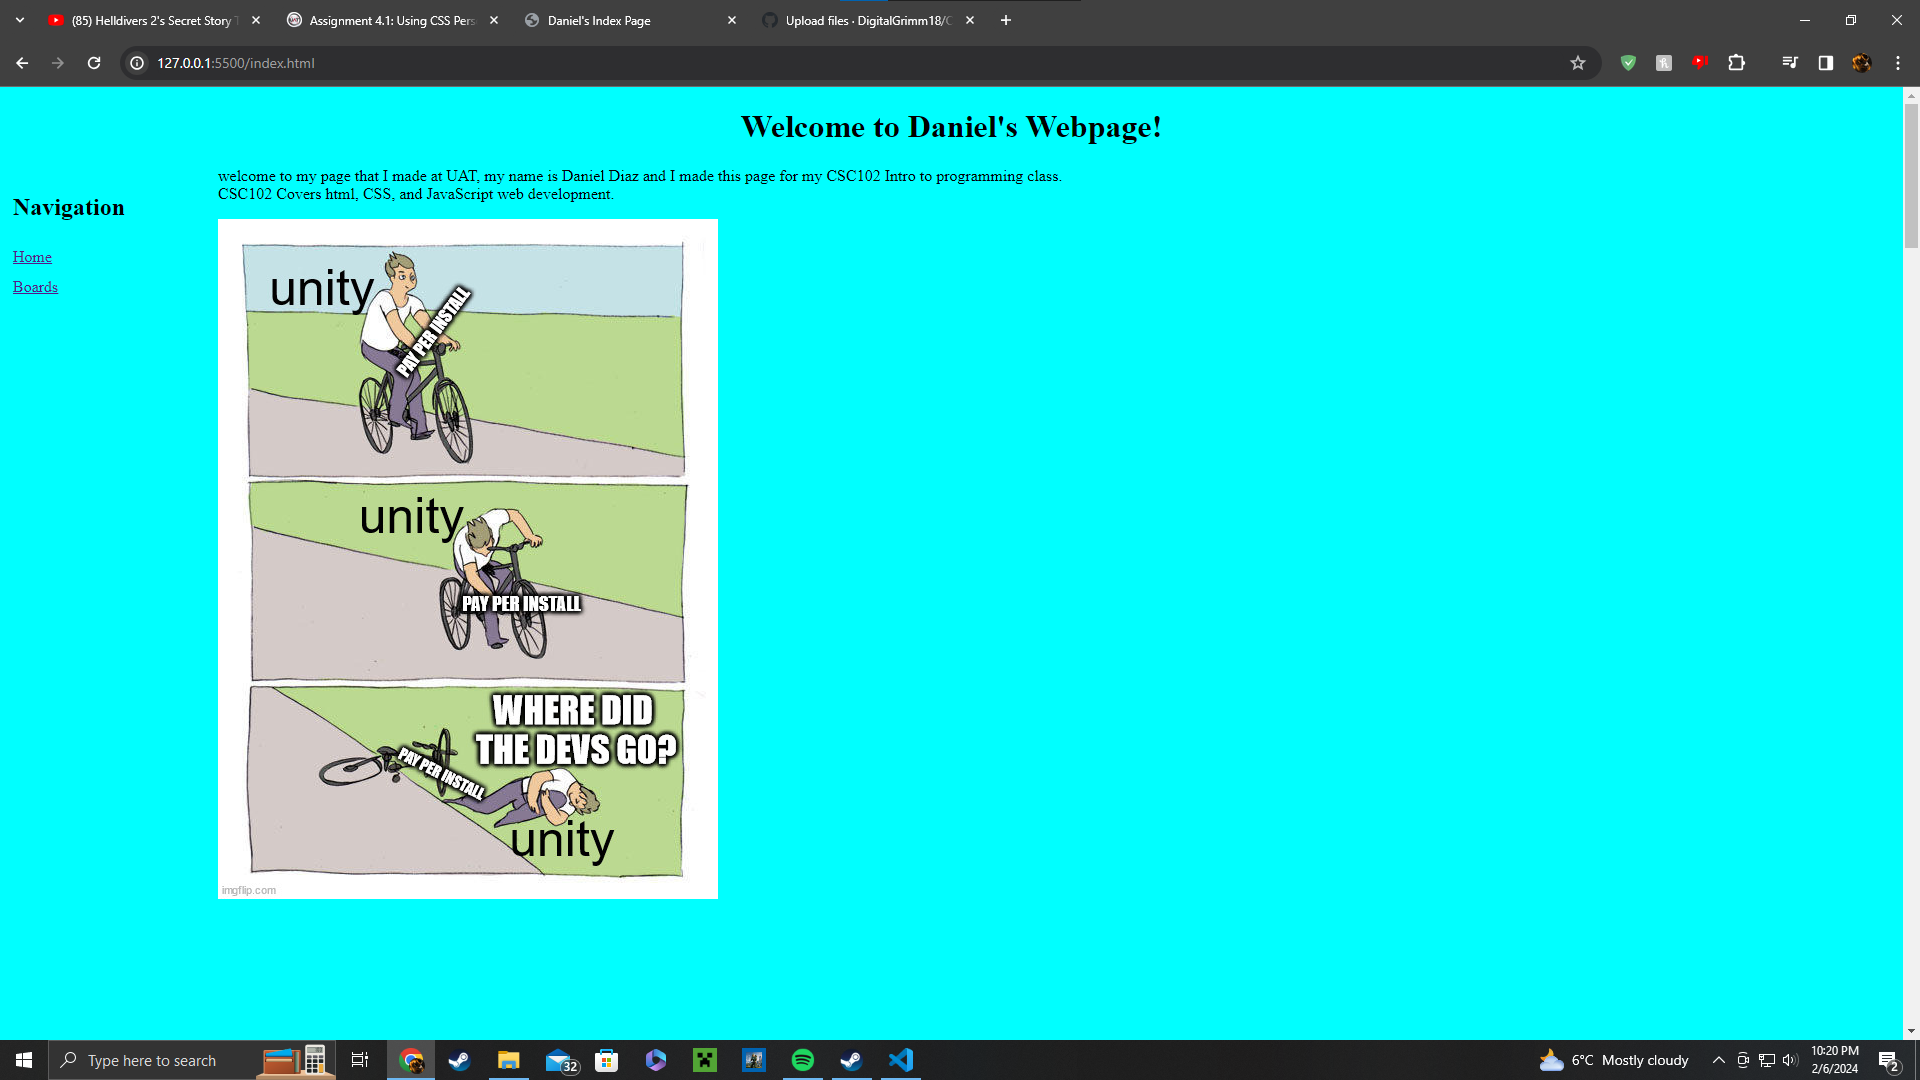 (85) Helldivers 2's Secret Story T
Assignment 4.1: Using CSS Pers
Daniel's Index Page
Upload files · DigitalGrimm18/C
127.0.0.1:5500/index.html
Welcome to Daniel's Webpage!
welcome to my page that I made at UAT, my name is Daniel Diaz and I made this page for my CSC102 Intro to programming class.
CSC102 Covers html, CSS, and JavaScript web development.
Navigation
Home
Boards
unity
PAY PER INSTALL
unity
PAY PER INSTALL
WHERE DID
THE DEVS GO?
PAY PER INSTALL
unity
imgflip.com
Type here to search
32
6°C Mostly cloudy
10:20 PM
2/6/2024
2